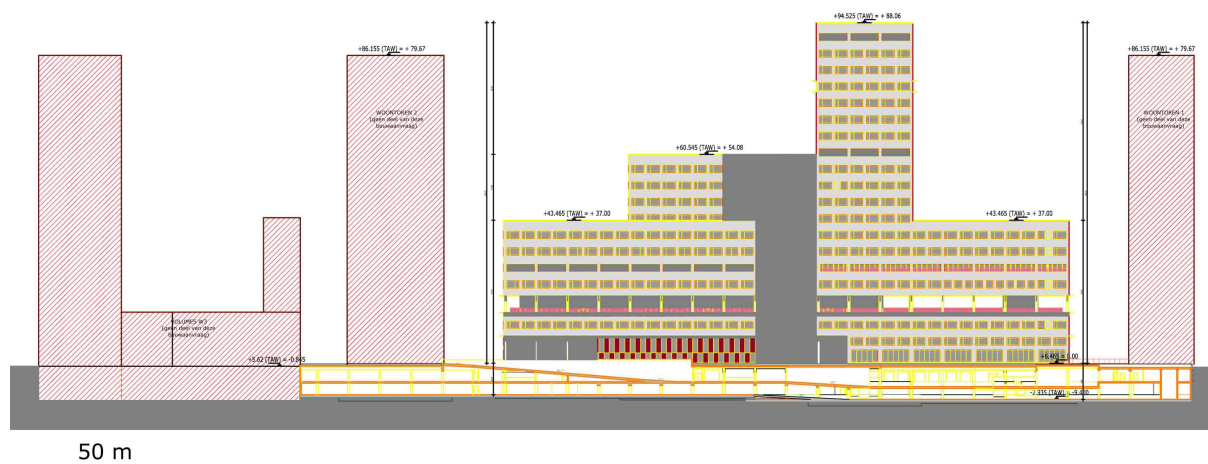 +94.525 (TAW) = + 88.06
+86.155 (TAW) = + 79.67
+86.155 (TAW) = + 79.67
WOONTOREN 2
(geen deel van deze
bouwaanvraag)
WOONTOREN 1
(geen deel van deze
bouwaanvraag)
+60.545 (TAW) = + 54.08
+43.465 (TAW) = + 37.00
+43.465 (TAW) = + 37.00
VOLUMES W3
(geen deel van deze
bouwaanvraag)
+5.62 (TAW) = -0.845
+6.465 = 0.00
-2.935 (TAW) = -9.400
50 m